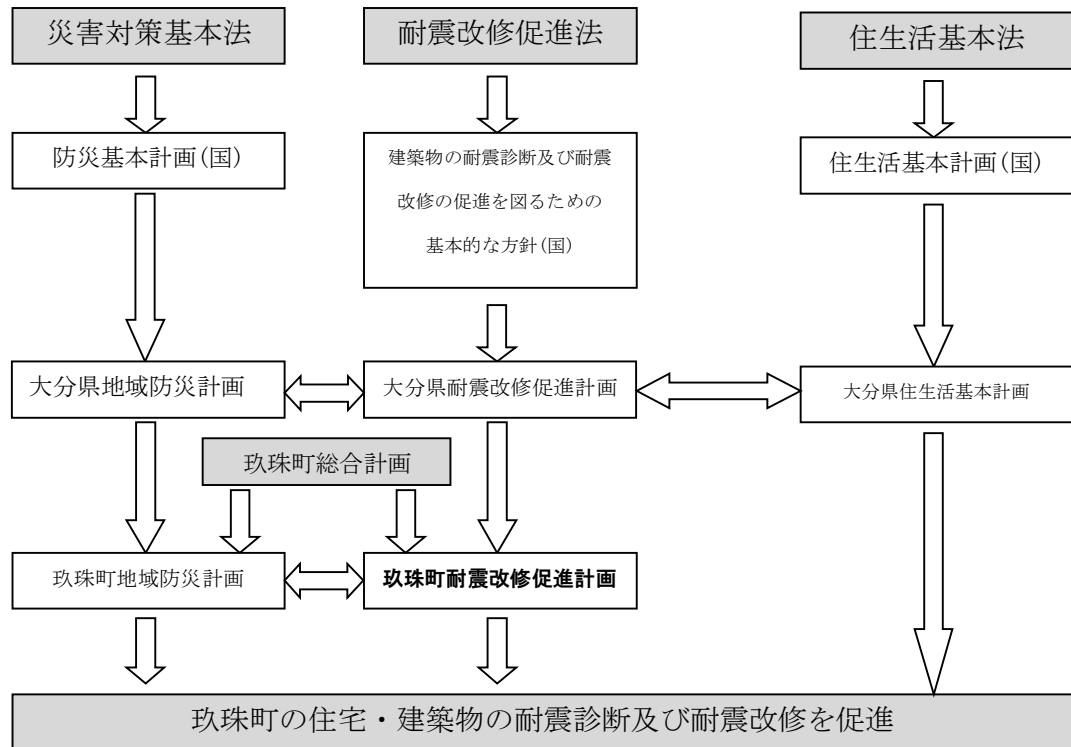 災害対策基本法
耐震改修促進法
住生活基本法
防災基本計画(国)
建築物の耐震診断及び耐震
改修の促進を図るための
基本的な方針(国)
住生活基本計画(国)
大分県地域防災計画
大分県耐震改修促進計画
大分県住生活基本計画
玖珠町総合計画
玖珠町地域防災計画
玖珠町耐震改修促進計画
玖珠町の住宅・建築物の耐震診断及び耐震改修を促進